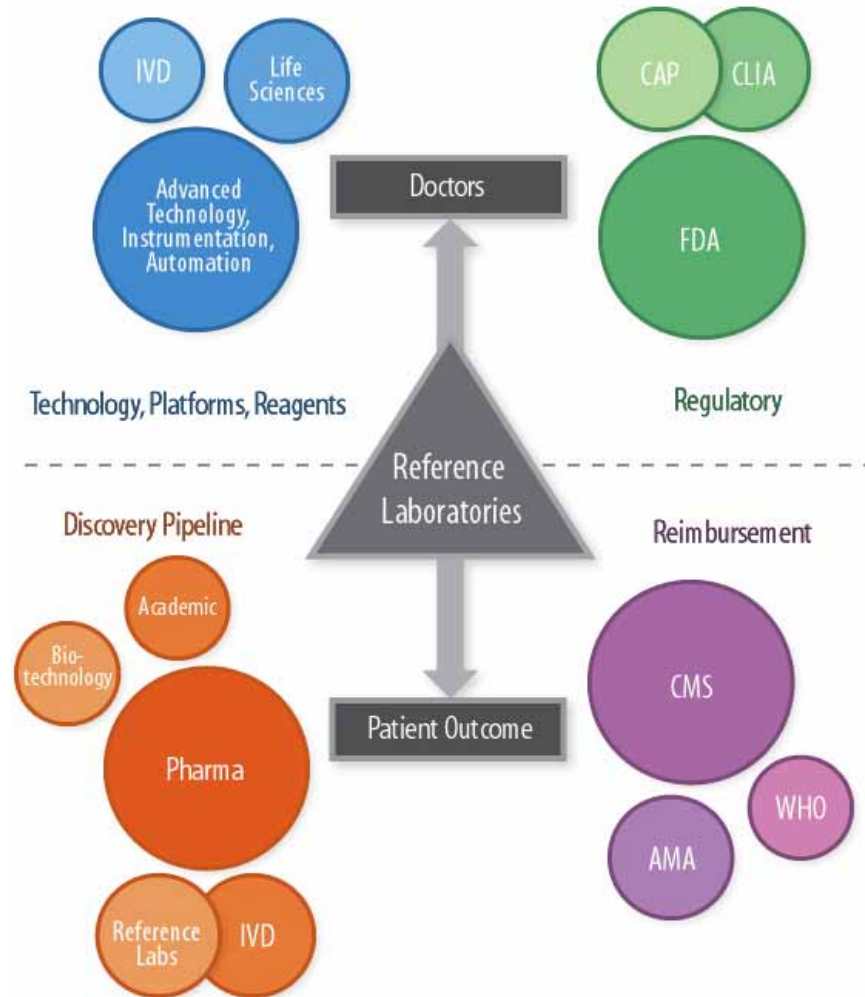 IVD
Life
Sciences
Advanced
Technology,
Instrumentation,
Automation
Technology, Platforms, Reagents
Doctors
CAP
CLIA
FDA
Regulatory
Reference
Laboratories
Discovery Pipeline
Academic
Bio-
technology
Pharma
Reference
Labs
IVD
Patient Outcome
Reimbursement
CMS
WHO
AMA